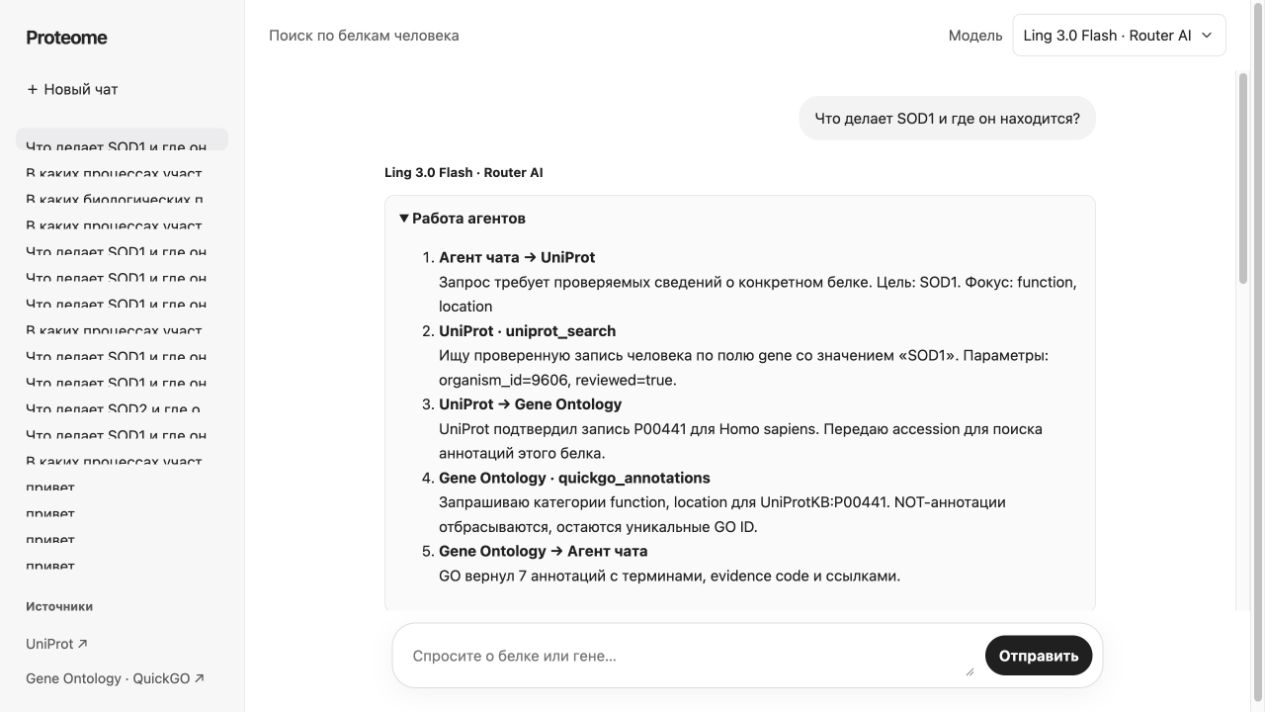 Proteome
+ Новый чат
Что делает SOD1 и где он
В каких процессах участ
В каких биологических п
В каких процессах участ
Что делает SOD1 и где он
Что делает SOD1 и где он
Что делает SOD1 и где он
В каких процессах участ
Что делает SOD1 и где он
Что делает SOD1 и где он
Что делает SOD2 и где о
Что делает SOD1 и где он
В каких процессах участ
привет
привет
привет
привет
Источники
UniProt ↗
Gene Ontology · QuickGO ↗
Поиск по белкам человека
Модель
Ling 3.0 Flash · Router AI
Что делает SOD1 и где он находится?
Ling 3.0 Flash · Router AI
▼ Работа агентов
1. Агент чата → UniProt
Запрос требует проверяемых сведений о конкретном белке. Цель: SOD1. Фокус: function,
location
2. UniProt · uniprot_search
Ищу проверенную запись человека по полю gene со значением «SOD1». Параметры:
organism_id=9606, reviewed=true.
3. UniProt → Gene Ontology
UniProt подтвердил запись P00441 для Homo sapiens. Передаю accession для поиска
аннотаций этого белка.
4. Gene Ontology · quickgo_annotations
Запрашиваю категории function, location для UniProtKB:P00441. NOT-аннотации
отбрасываются, остаются уникальные GO ID.
5. Gene Ontology → Агент чата
GO вернул 7 аннотаций с терминами, evidence code и ссылками.
Спросите о белке или гене...
Отправить